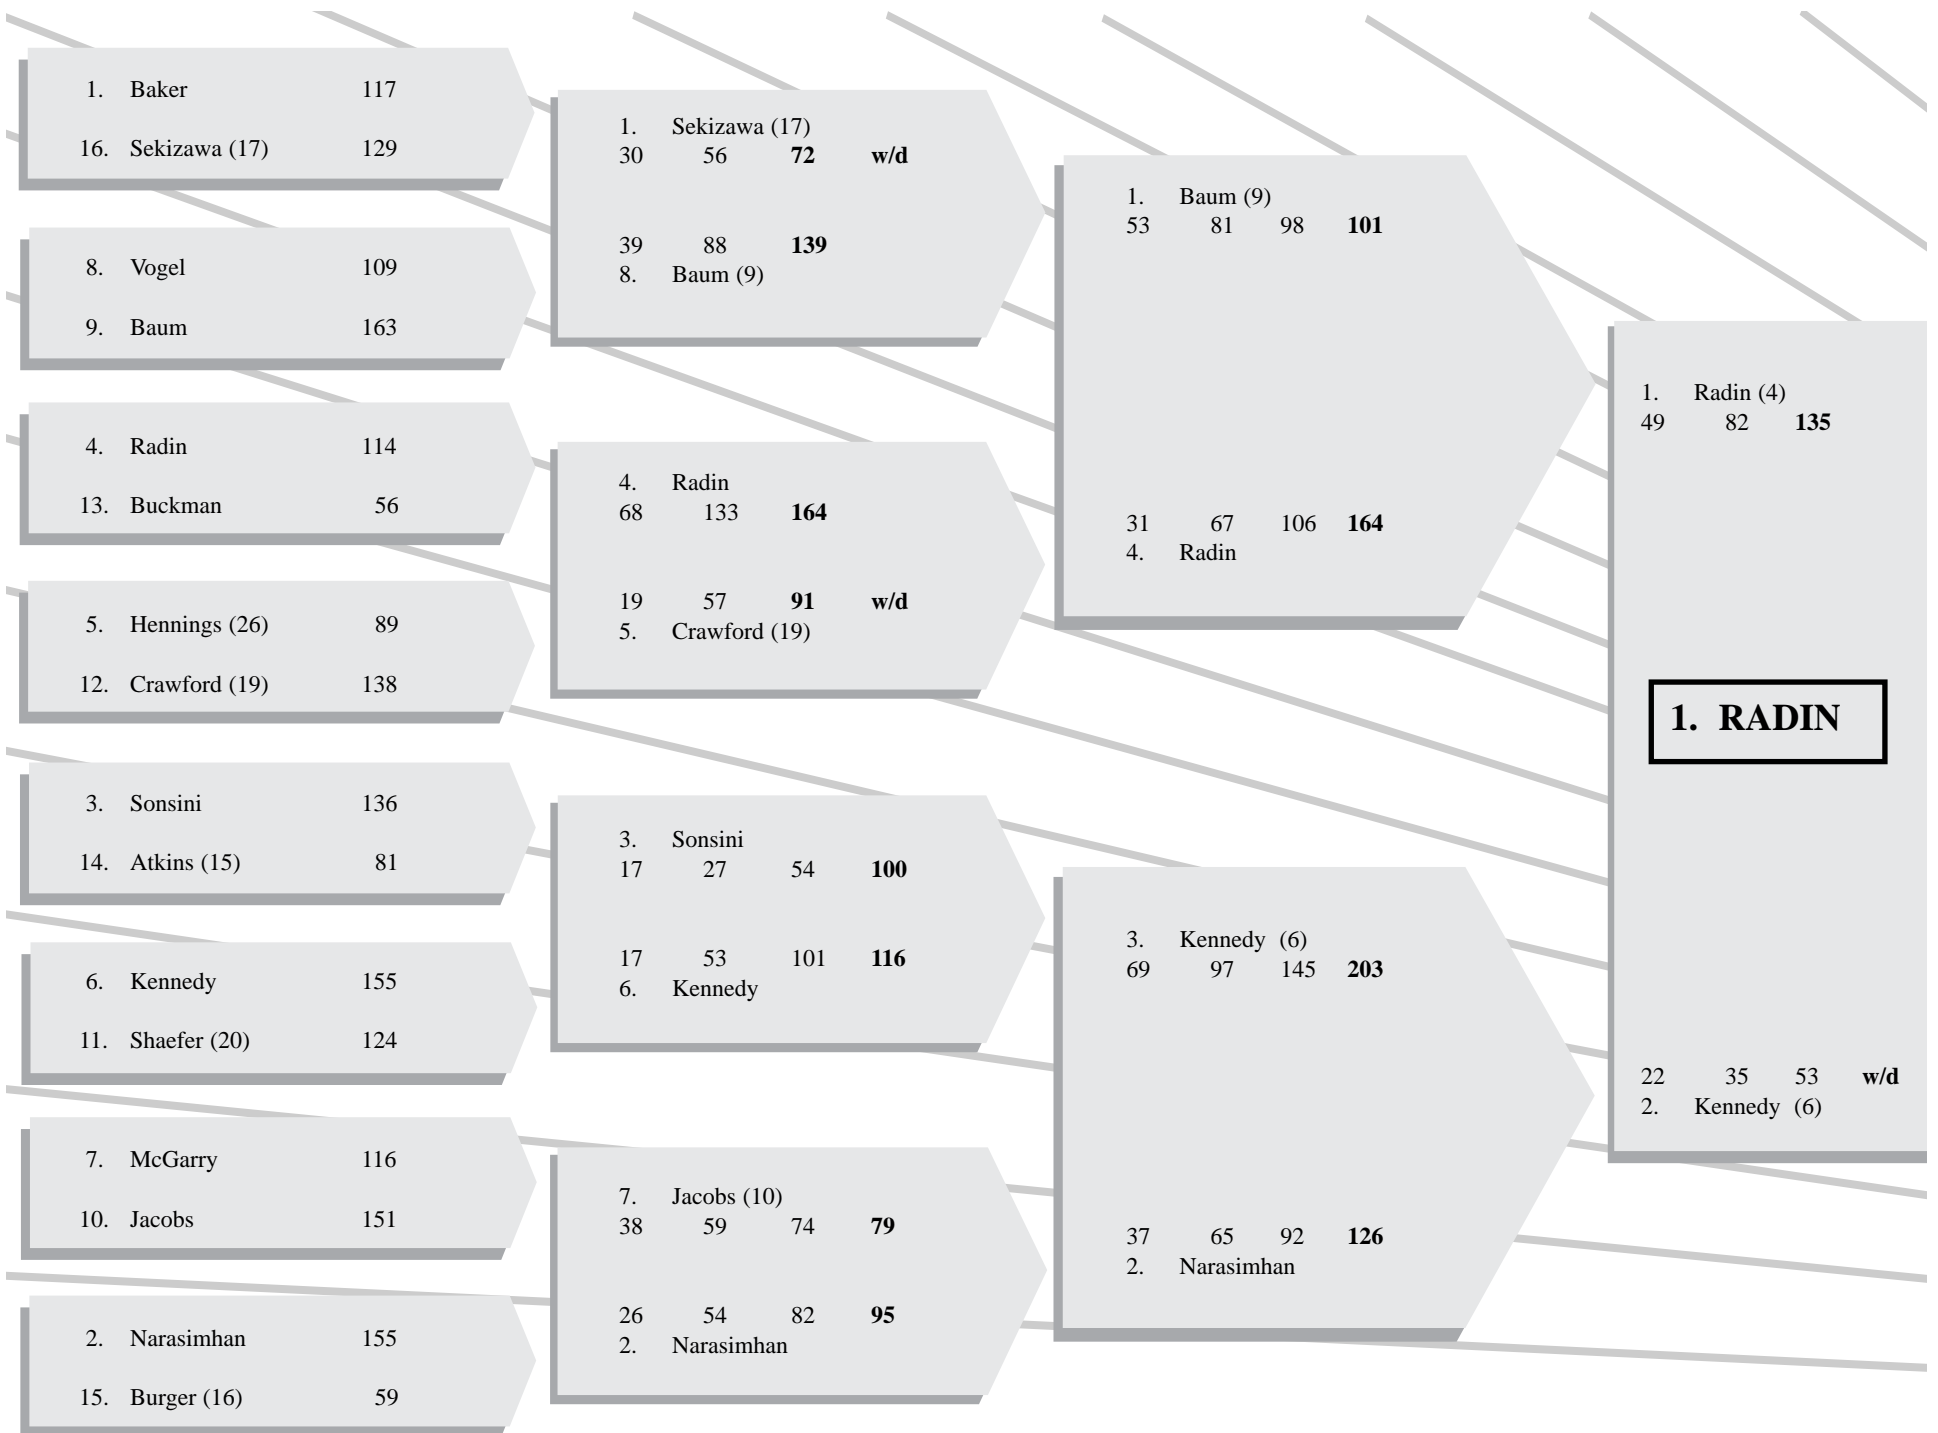 1. Baker 117
16. Sekizawa (17) 129
8. Vogel 109
9. Baum 163
4. Radin 114
13. Buckman 56
5. Hennings (26) 89
12. Crawford (19) 138
3. Sonsini 136
14. Atkins (15) 81
6. Kennedy 155
11. Shaefer (20) 124
7. McGarry 116
10. Jacobs 151
2. Narasimhan 155
15. Burger (16) 59
1. Sekizawa (17)
30 56 72 w/d
39 88 139
8. Baum (9)
4. Radin
68 133 164
19 57 91 w/d
5. Crawford (19)
3. Sonsini
17 27 54 100
17 53 101 116
6. Kennedy
7. Jacobs (10)
38 59 74 79
26 54 82 95
2. Narasimhan
1. Baum (9)
53 81 98 101
31 67 106 164
4. Radin
3. Kennedy (6)
69 97 145 203
37 65 92 126
2. Narasimhan
1. Radin (4)
49 82 135
1. RADIN
22 35 53 w/d
2. Kennedy (6)